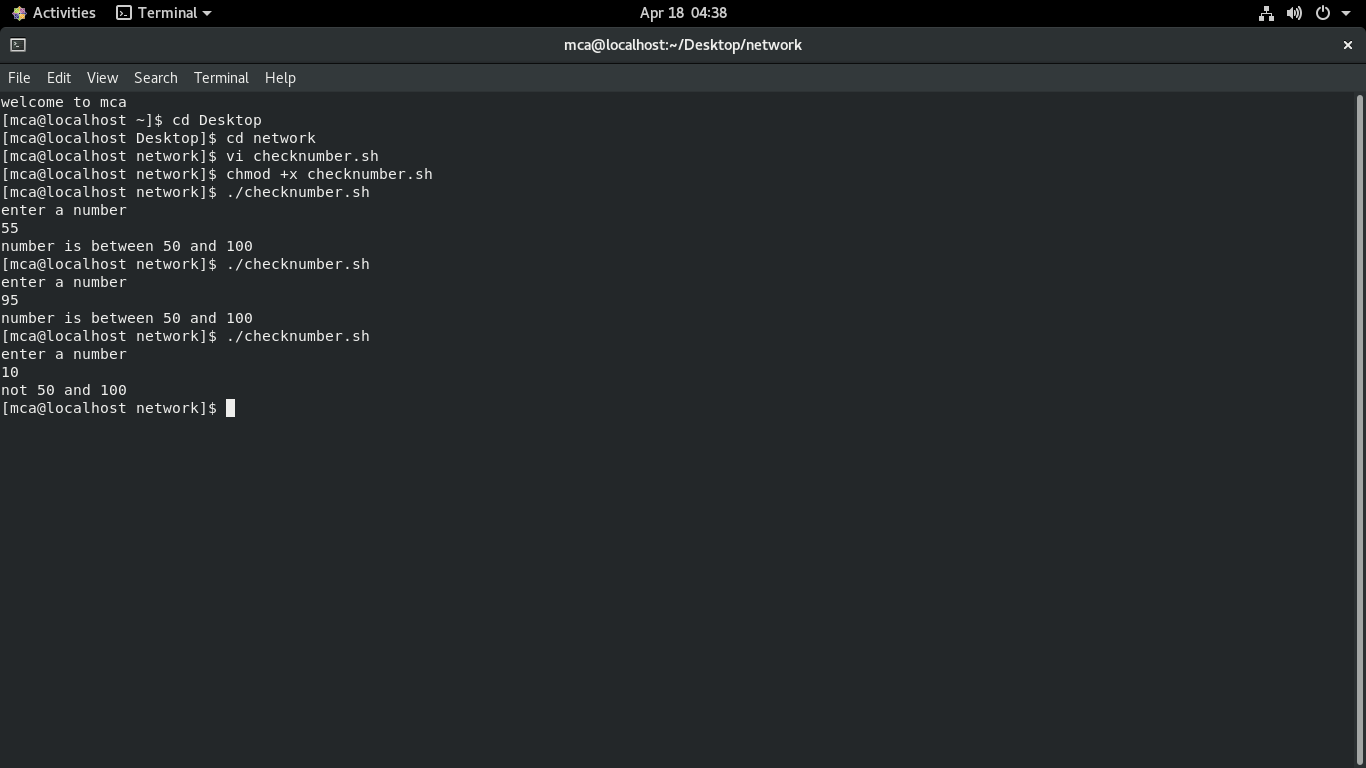 Activities Terminal Apr 18 04:38
mca@localhost:~/Desktop/network
File Edit View Search Terminal Help
welcome to mca
[mca@localhost ~]$ cd Desktop
[mca@localhost Desktop]$ cd network
[mca@localhost network]$ vi checknumber.sh
[mca@localhost network]$ chmod +x checknumber.sh
[mca@localhost network]$ ./checknumber.sh
enter a number
55
number is between 50 and 100
[mca@localhost network]$ ./checknumber.sh
enter a number
95
number is between 50 and 100
[mca@localhost network]$ ./checknumber.sh
enter a number
10
not 50 and 100
[mca@localhost network]$